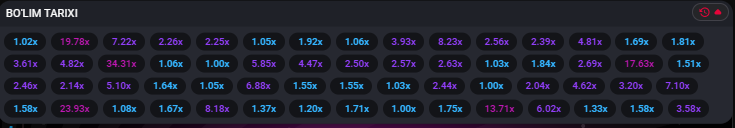 BO'LIM TARIXI
1.02x 19.78x 7.22x 2.26x 2.25x 1.05x 1.92x 1.06x 3.93x 8.23x 2.56x 2.39x 4.81x 1.69x 1.81x
3.61x 4.82x 34.31x 1.06x 1.00x 5.85x 4.47x 2.50x 2.57x 2.63x 1.03x 1.84x 2.69x 17.63x 1.51x
2.46x 2.14x 5.10x 1.64x 1.05x 6.88x 1.55x 1.55x 1.03x 2.44x 1.00x 2.04x 4.62x 3.20x 7.10x
1.58x 23.93x 1.08x 1.67x 8.18x 1.37x 1.20x 1.71x 1.00x 1.75x 13.71x 6.02x 1.33x 1.58x 3.58x